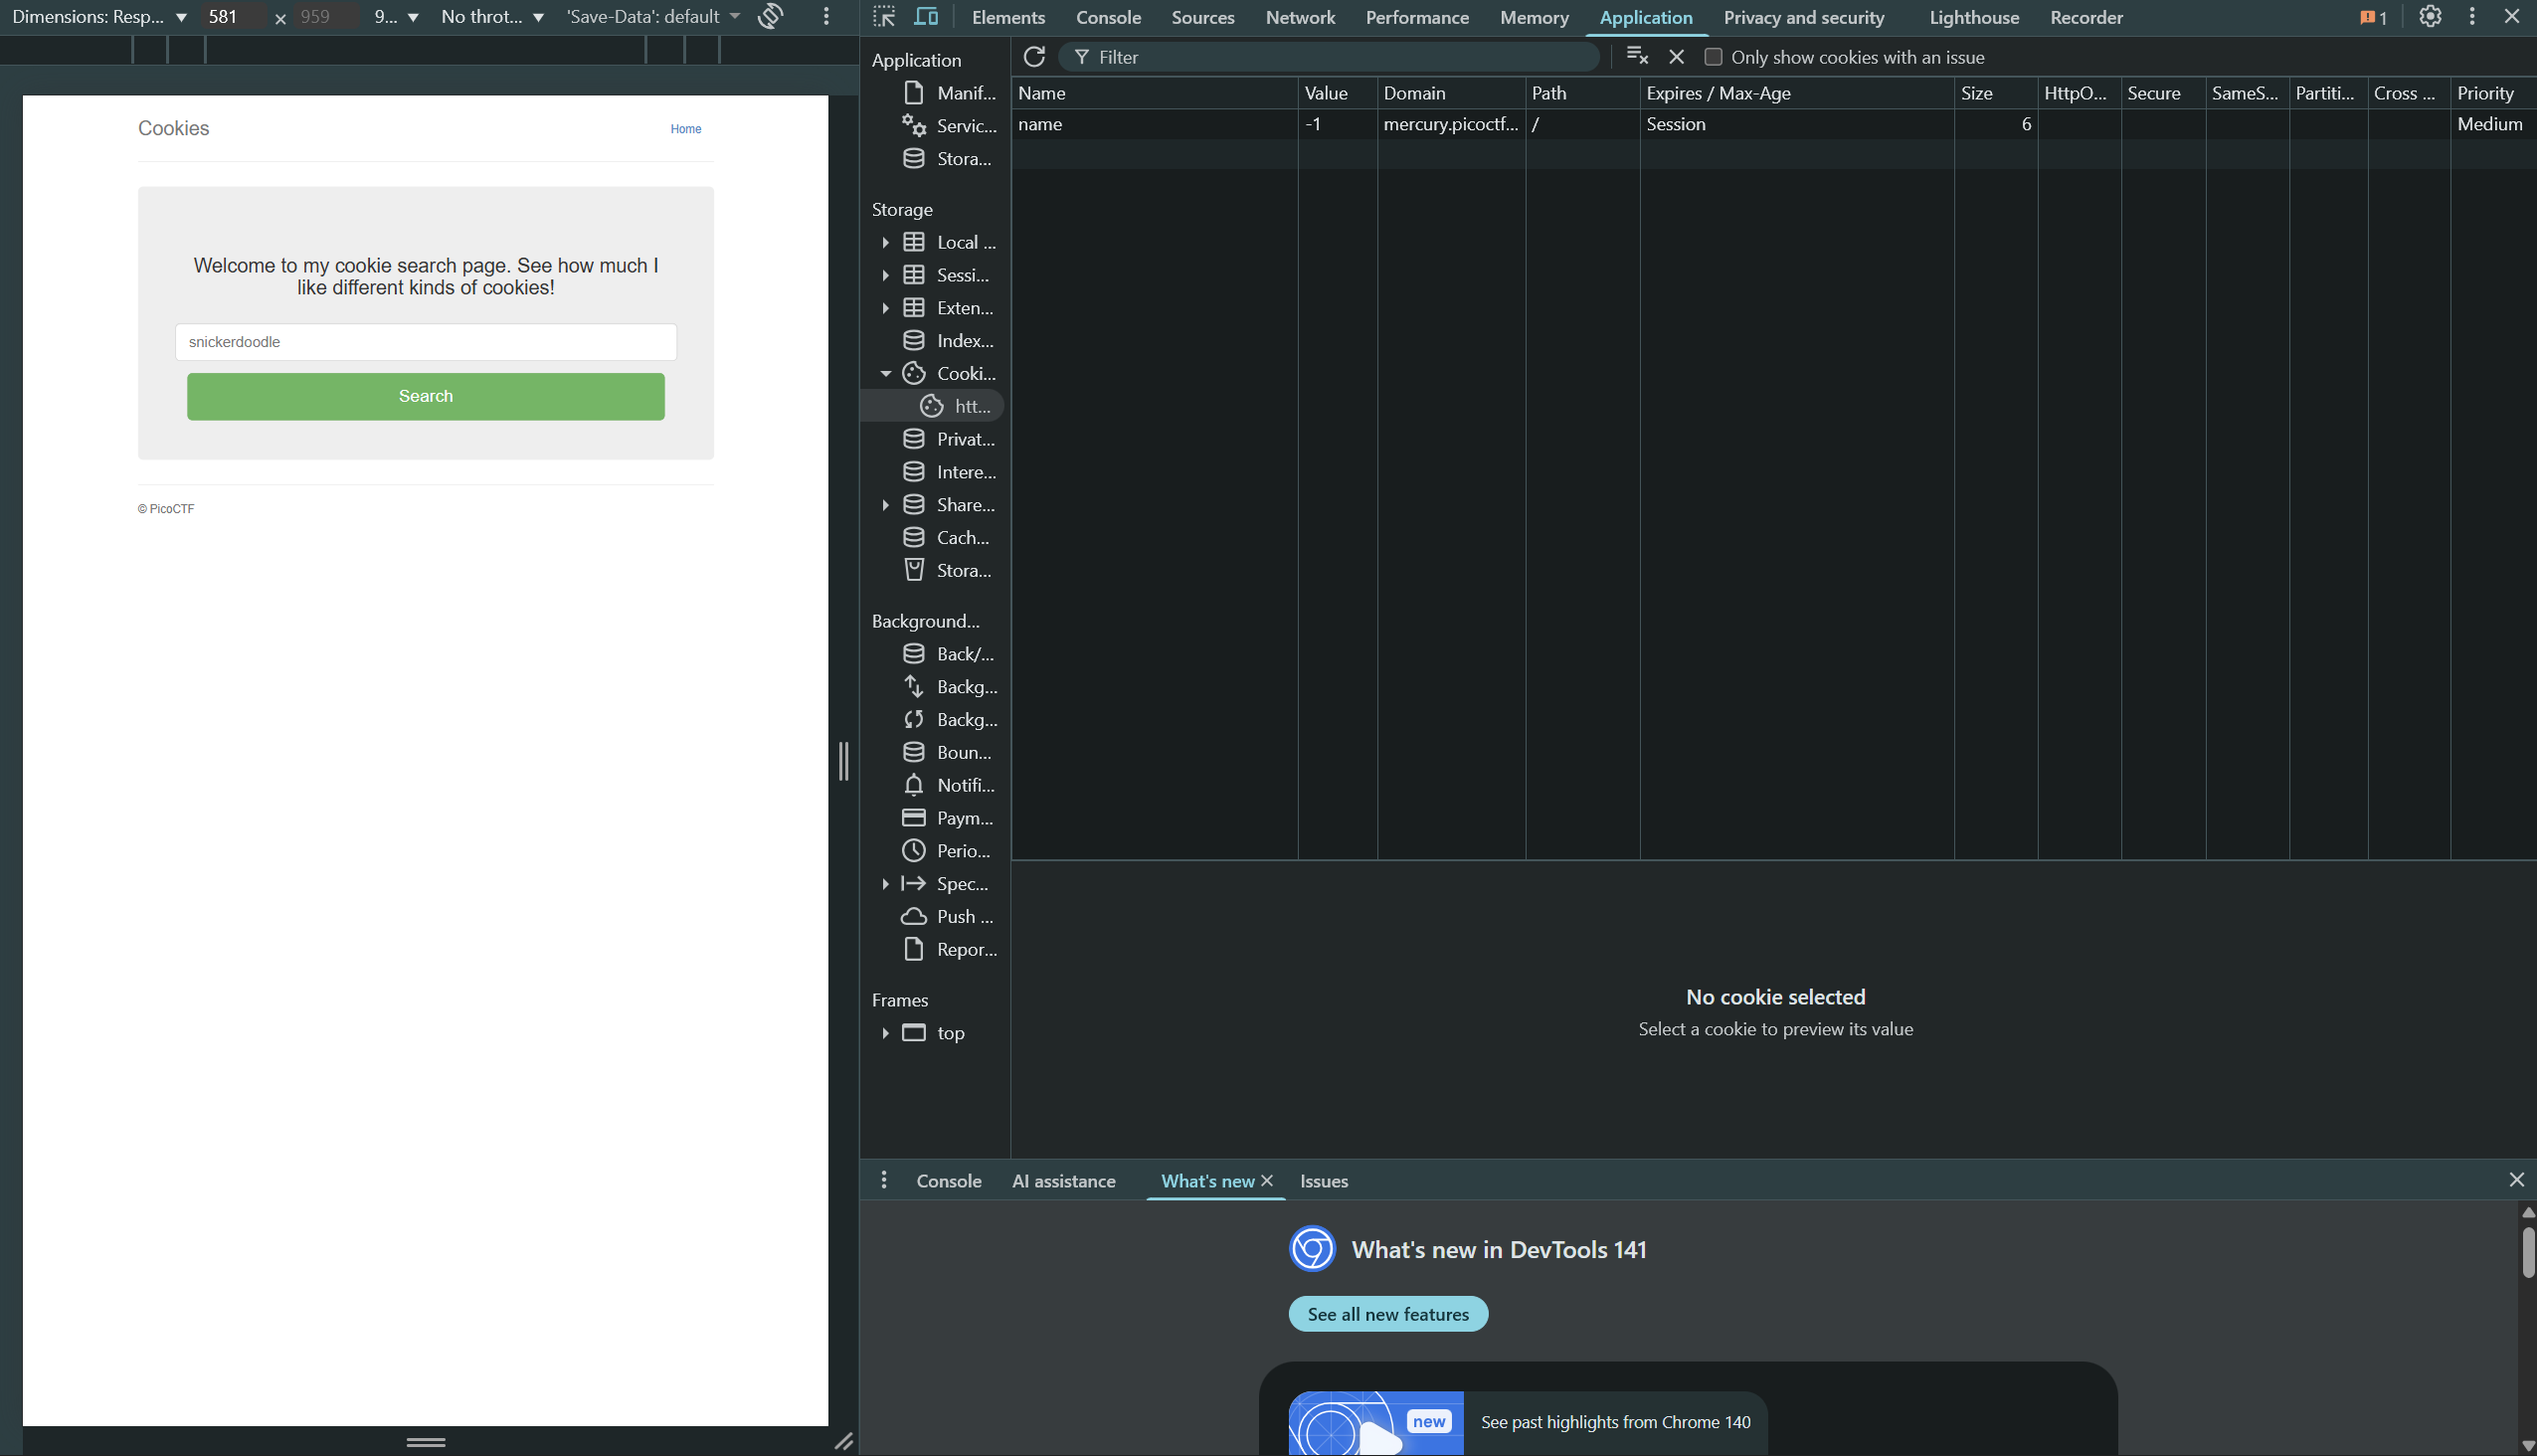 Dimensions: Resp... 581 × 959 9... No throt... 'Save-Data': default
Elements Console Sources Network Performance Memory Application Privacy and security Lighthouse Recorder 1
Cookies Home
Welcome to my cookie search page. See how much I
like different kinds of cookies!
snickerdoodle
Search
© PicoCTF
Application
Manif...
Servic...
Stora...
Storage
Local ...
Sessi...
Exten...
Index...
Cooki...
htt...
Privat...
Intere...
Share...
Cach...
Stora...
Background...
Back/...
Backg...
Backg...
Boun...
Notifi...
Paym...
Perio...
Spec...
Push ...
Repor...
Frames
top
Filter Only show cookies with an issue
Name Value Domain Path Expires / Max-Age Size HttpO... Secure SameS... Partiti... Cross ... Priority
name -1 mercury.picoctf... / Session 6 Medium
No cookie selected
Select a cookie to preview its value
Console AI assistance What's new Issues
What's new in DevTools 141
See all new features
new
See past highlights from Chrome 140